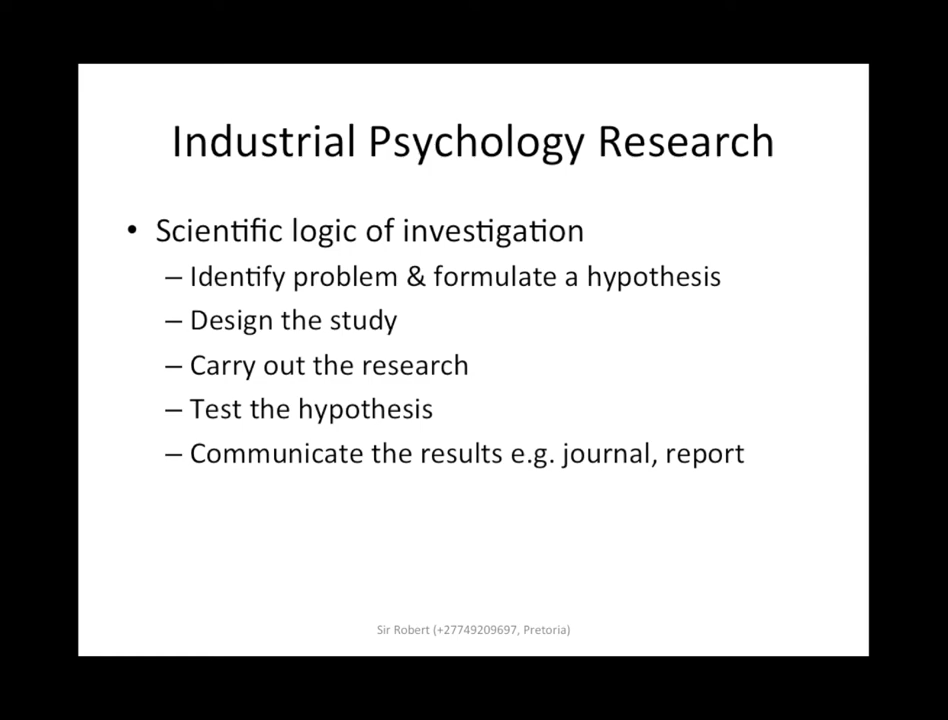 Industrial Psychology Research
• Scientific logic of investigation
– Identify problem & formulate a hypothesis
– Design the study
– Carry out the research
– Test the hypothesis
– Communicate the results e.g. journal, report
Sir Robert (+27749209697, Pretoria)